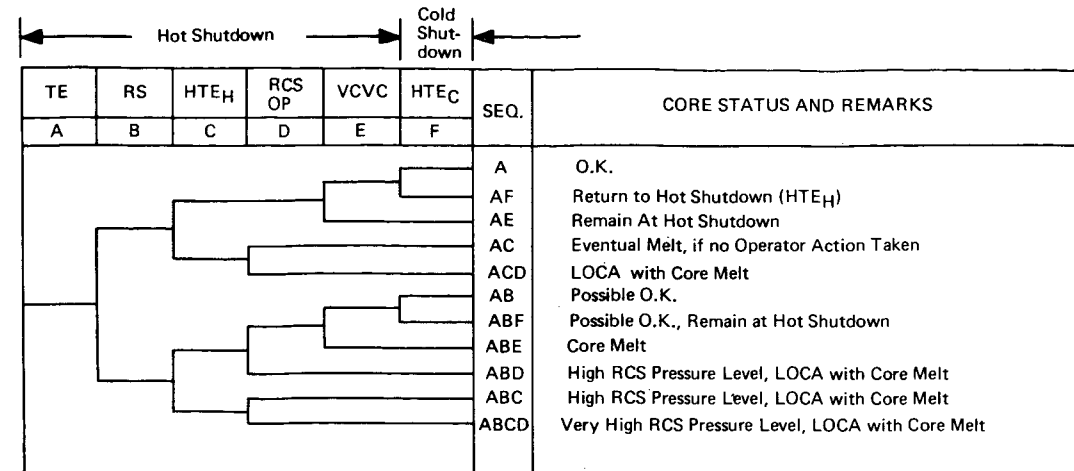 Hot Shutdown
Cold
Shut-
down
TE RS HTEH RCS OP VCVC HTEC SEQ. CORE STATUS AND REMARKS
A B C D E F
A O.K.
AF Return to Hot Shutdown (HTEH)
AE Remain At Hot Shutdown
AC Eventual Melt, if no Operator Action Taken
ACD LOCA with Core Melt
AB Possible O.K.
ABF Possible O.K., Remain at Hot Shutdown
ABE Core Melt
ABD High RCS Pressure Level, LOCA with Core Melt
ABC High RCS Pressure Level, LOCA with Core Melt
ABCD Very High RCS Pressure Level, LOCA with Core Melt